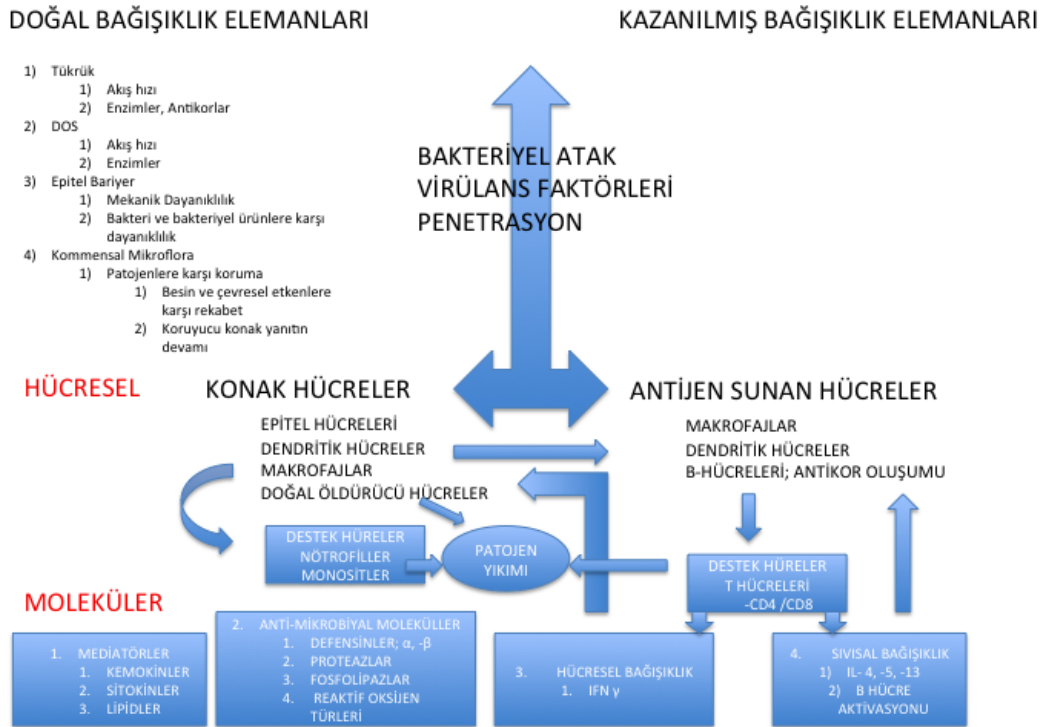 DOĞAL BAĞIŞIKLIK ELEMANLARI
KAZANILMIŞ BAĞIŞIKLIK ELEMANLARI
1) Tükrük
1) Akış hızı
2) Enzimler, Antikorlar
2) DOS
1) Akış hızı
2) Enzimler
3) Epitel Bariyer
1) Mekanik Dayanıklılık
2) Bakteri ve bakteriyel ürünlere karşı
dayanıklılık
4) Kommensal Mikroflora
1) Patojenlere karşı koruma
1) Besin ve çevresel etkenlere
karşı rekabet
2) Koruyucu konak yanıtın
devamı
BAKTERİYEL ATAK
VİRÜLANS FAKTÖRLERİ
PENETRASYON
HÜCRESEL
KONAK HÜCRELER
EPİTEL HÜCRELERİ
DENDRİTİK HÜCRELER
MAKROFAJLAR
DOĞAL ÖLDÜRÜCÜ HÜCRELER
ANTİJEN SUNAN HÜCRELER
MAKROFAJLAR
DENDRİTİK HÜCRELER
B-HÜCRELERİ; ANTİKOR OLUŞUMU
DESTEK HÜRELER
NÖTROFİLLER
MONOSİTLER
PATOJEN
YIKIMI
DESTEK HÜRELER
T HÜCRELERİ
-CD4 /CD8
MOLEKÜLER
1. MEDİATÖRLER
1. KEMOKİNLER
2. SİTOKİNLER
3. LİPİDLER
2. ANTİ-MİKROBİYAL MOLEKÜLLER
1. DEFENSİNLER; α, -β
2. PROTEAZLAR
3. FOSFOLİPAZLAR
4. REAKTİF OKSİJEN
TÜRLERİ
3. HÜCRESEL BAĞIŞIKLIK
1. IFN γ
4. SIVISAL BAĞIŞIKLIK
1) IL- 4, -5, -13
2) B HÜCRE
AKTİVASYONU